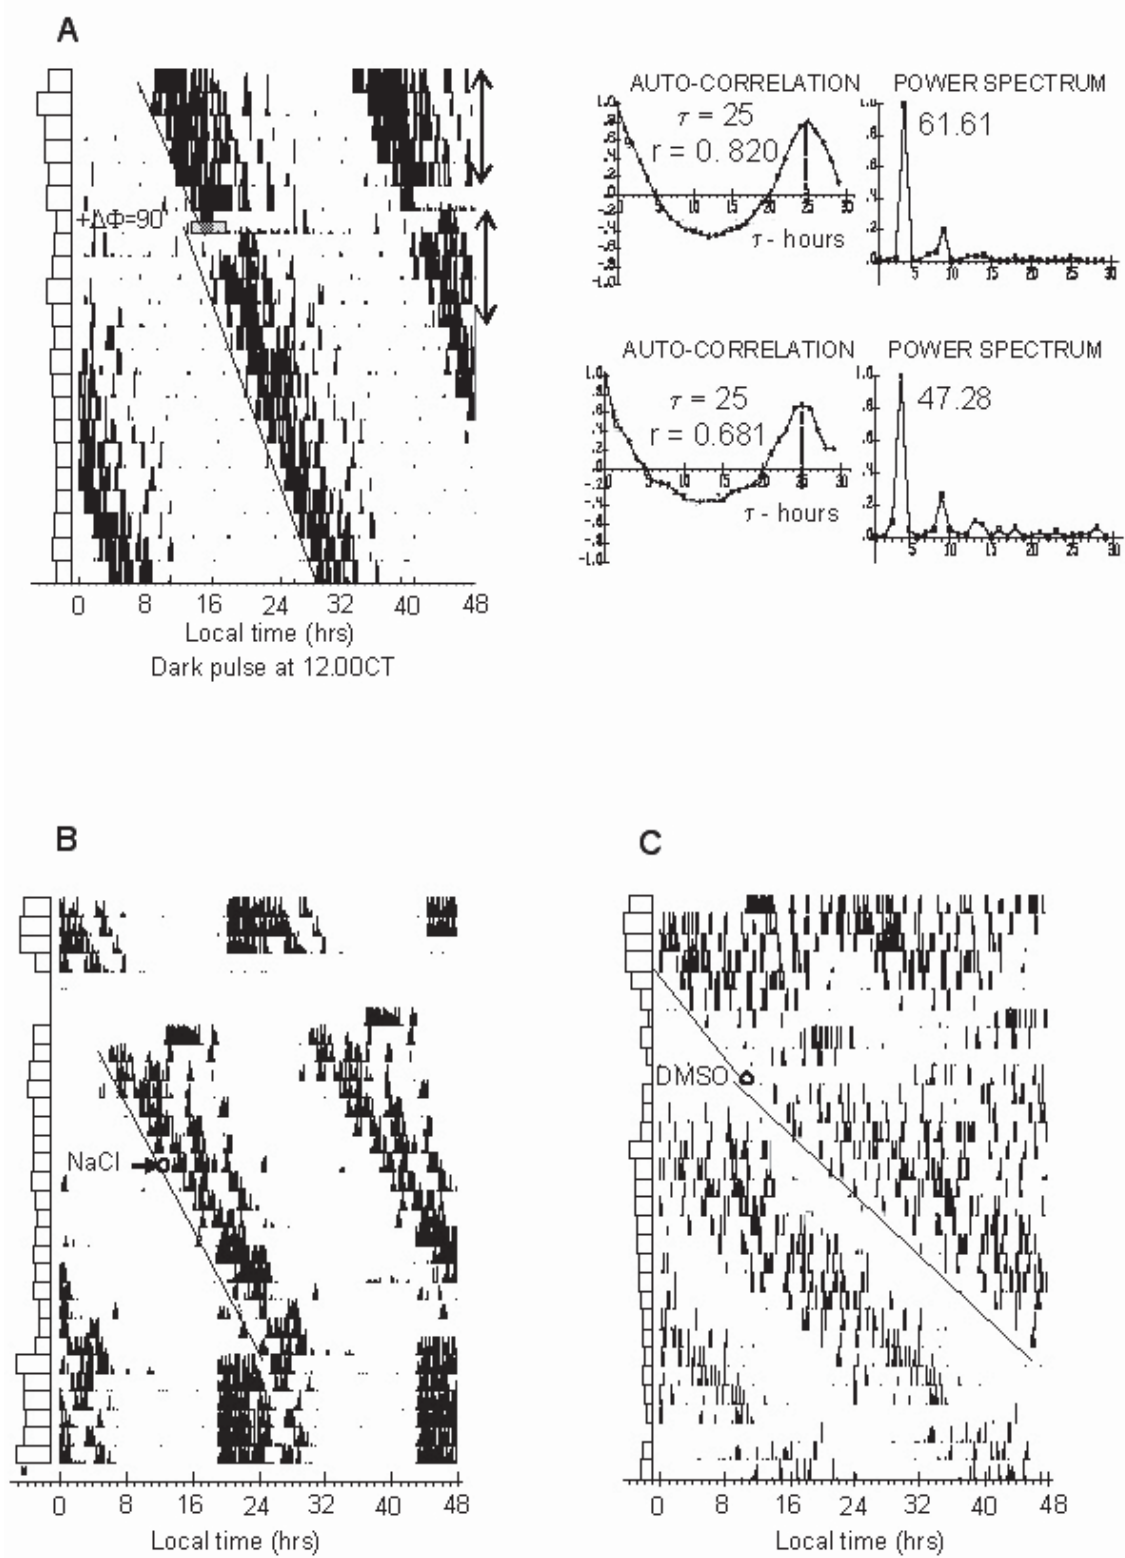 A
AUTO-CORRELATION POWER SPECTRUM
τ = 25
r = 0.820
61.61
τ - hours
+ΔΦ=90
AUTO-CORRELATION POWER SPECTRUM
τ = 25
r = 0.681
47.28
τ - hours
0 8 16 24 32 40 48
Local time (hrs)
Dark pulse at 12.00CT
B
NaCl
0 8 16 24 32 40 48
Local time (hrs)
C
DMSO
0 8 16 24 32 40 48
Local time (hrs)